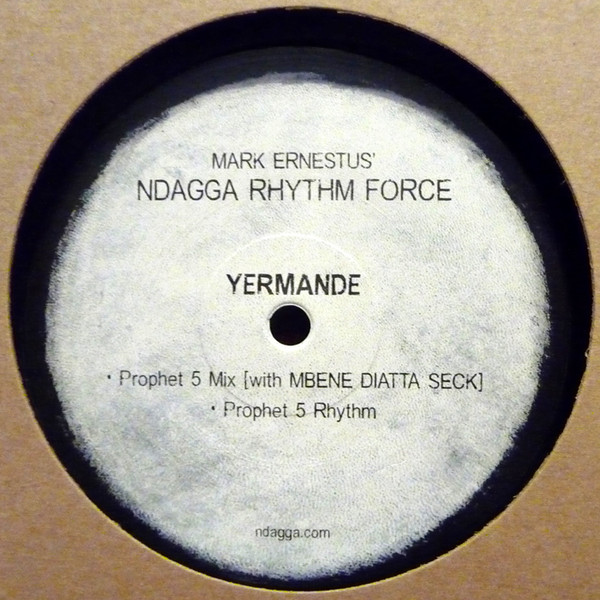 MARK ERNESTUS'
NDAGGA RHYTHM FORCE
YERMANDE
• Prophet 5 Mix [with MBENE DIATTA SECK]
• Prophet 5 Rhythm
ndagga.com